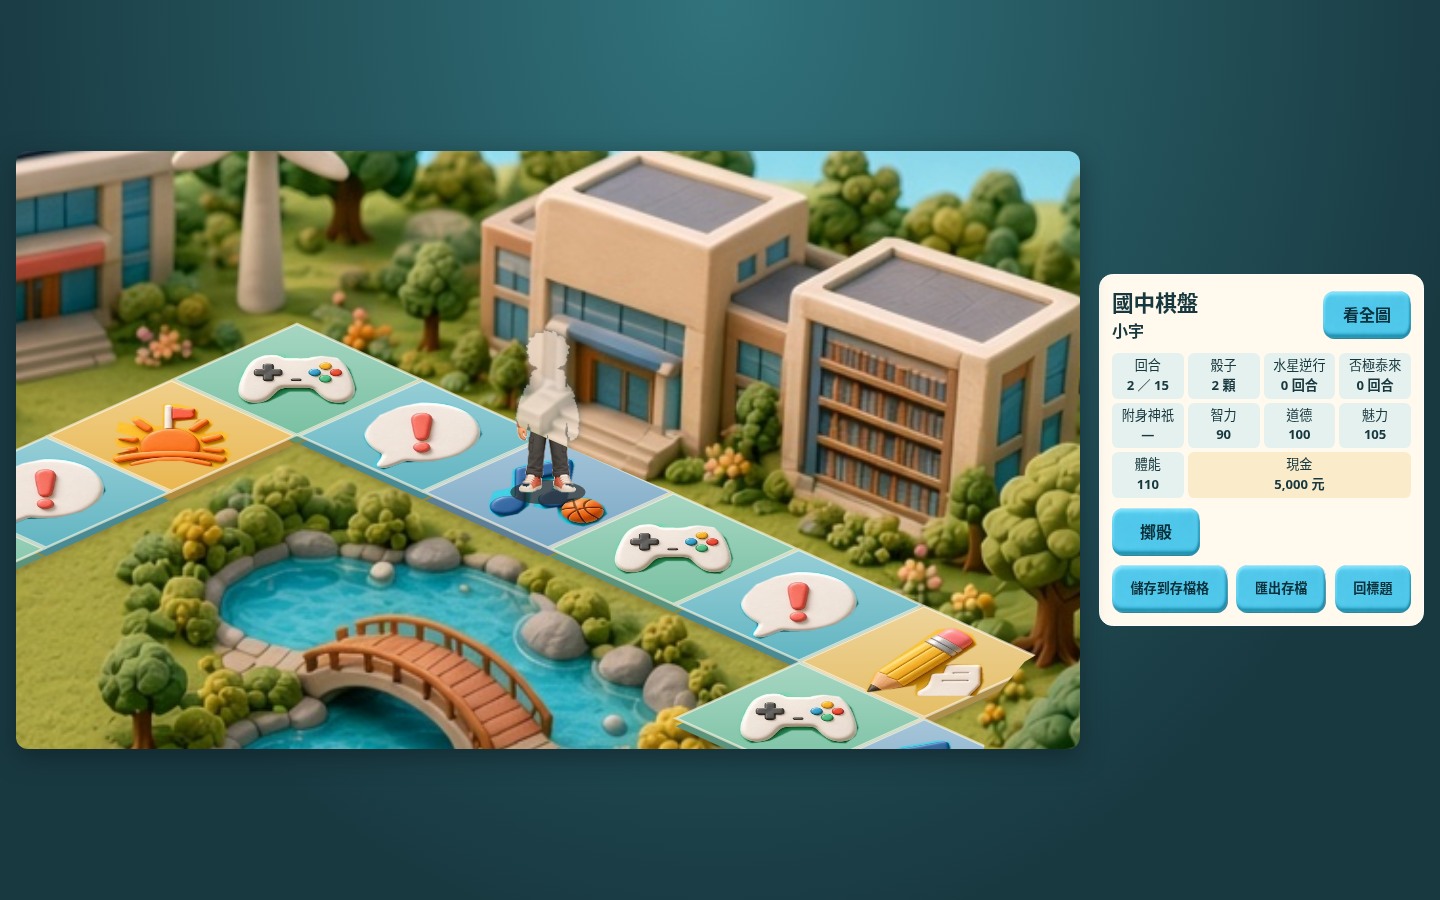 國中棋盤
小宇
看全圖
回合
2 ／ 15
骰子
2 顆
水星逆行
0 回合
否極泰來
0 回合
附身神祇
—
智力
90
道德
100
魅力
105
體能
110
現金
5,000 元
擲骰
儲存到存檔格
匯出存檔
回標題